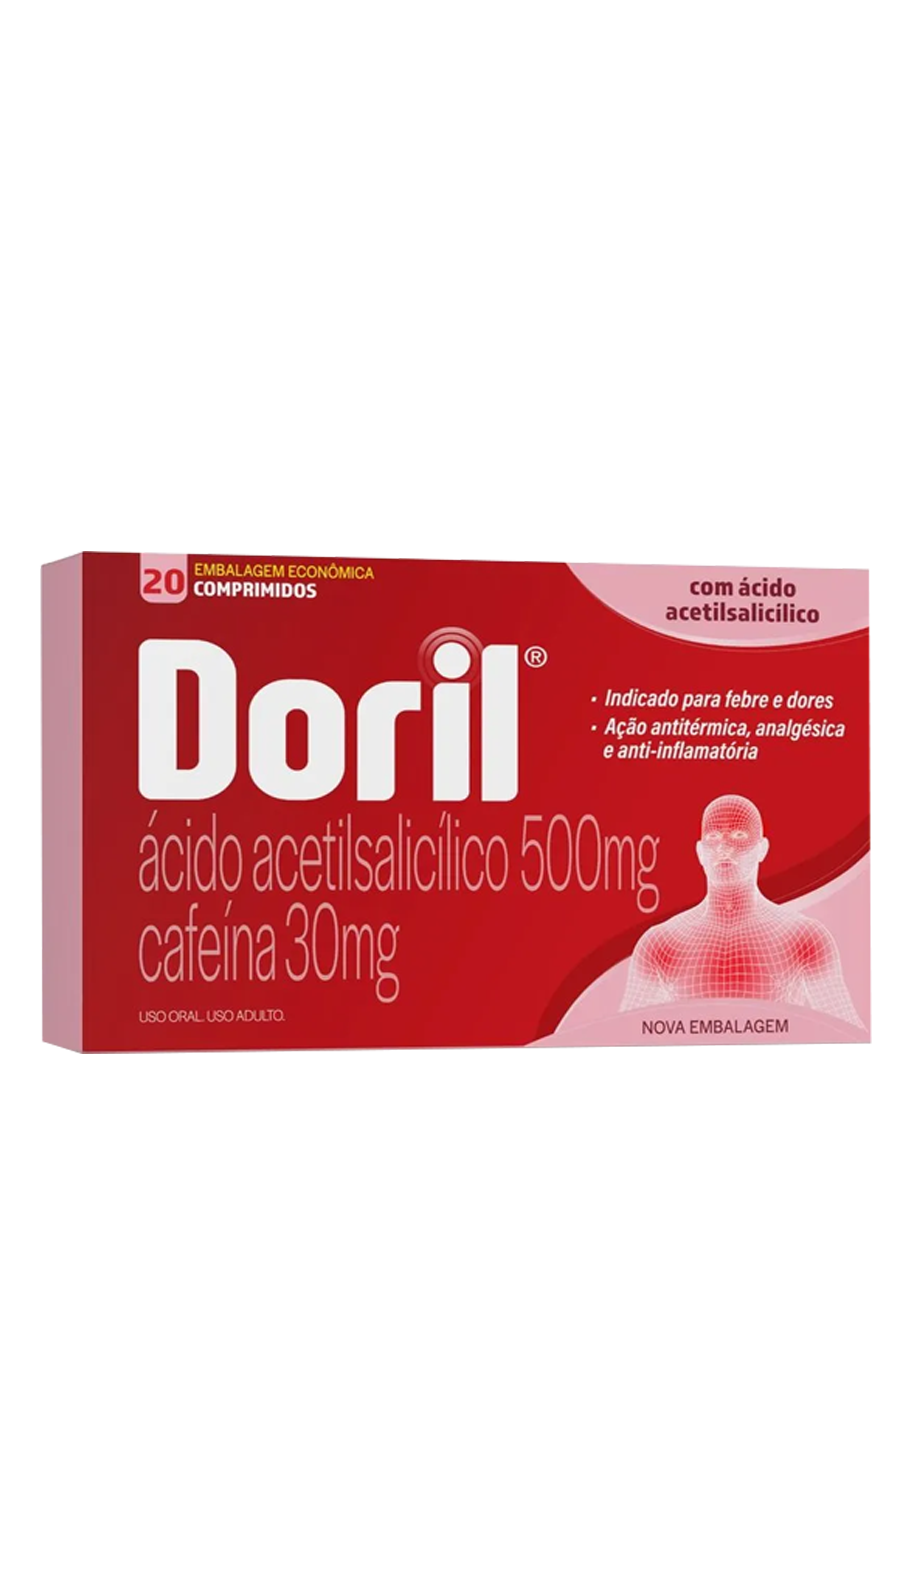 20
EMBALAGEM ECONÔMICA
COMPRIMIDOS
com ácido
acetilsalicílico
Doril®
· Indicado para febre e dores
· Ação antitérmica, analgésica
e anti-inflamatória
ácido acetilsalicílico 500mg
cafeína 30mg
USO ORAL. USO ADULTO.
NOVA EMBALAGEM